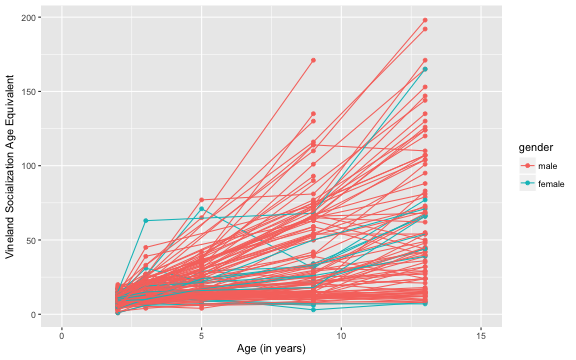 200
150
100
50
0
Vineland Socialization Age Equivalent
0 5 10 15
Age (in years)
gender
male
female